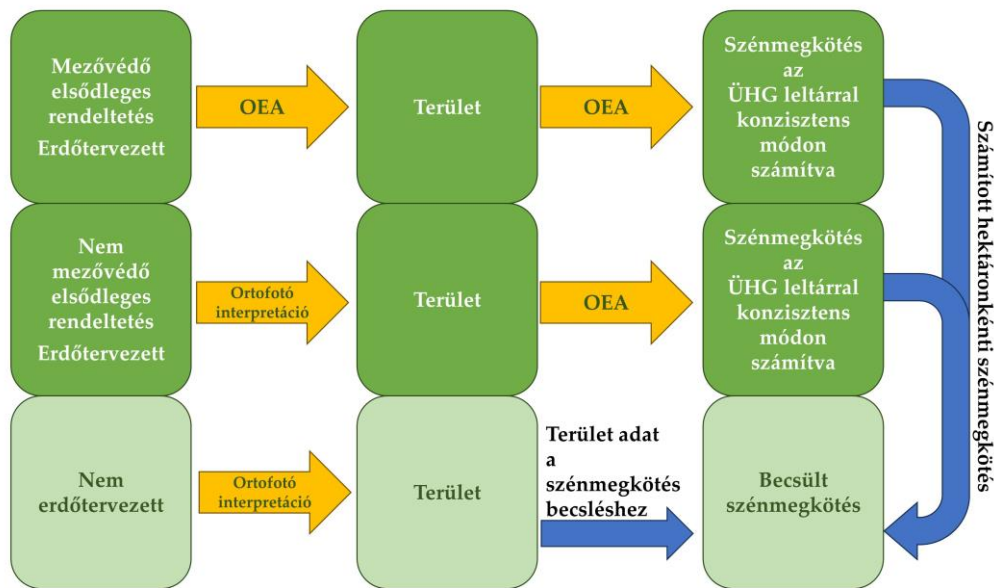 Mezővédő
elsődleges
rendeltetés
Erdőtervezett
OEA
Terület
OEA
Szénmegkötés
az
ÜHG leltárral
konzisztens
módon
számítva
Nem
mezővédő
elsődleges
rendeltetés
Erdőtervezett
Ortofotó
interpretáció
Terület
OEA
Szénmegkötés
az
ÜHG leltárral
konzisztens
módon
számítva
Nem
erdőtervezett
Ortofotó
interpretáció
Terület
Terület adat
a
szénmegkötés
becsléshez
Becsült
szénmegkötés
Számított hektáronkénti szénmegkötés